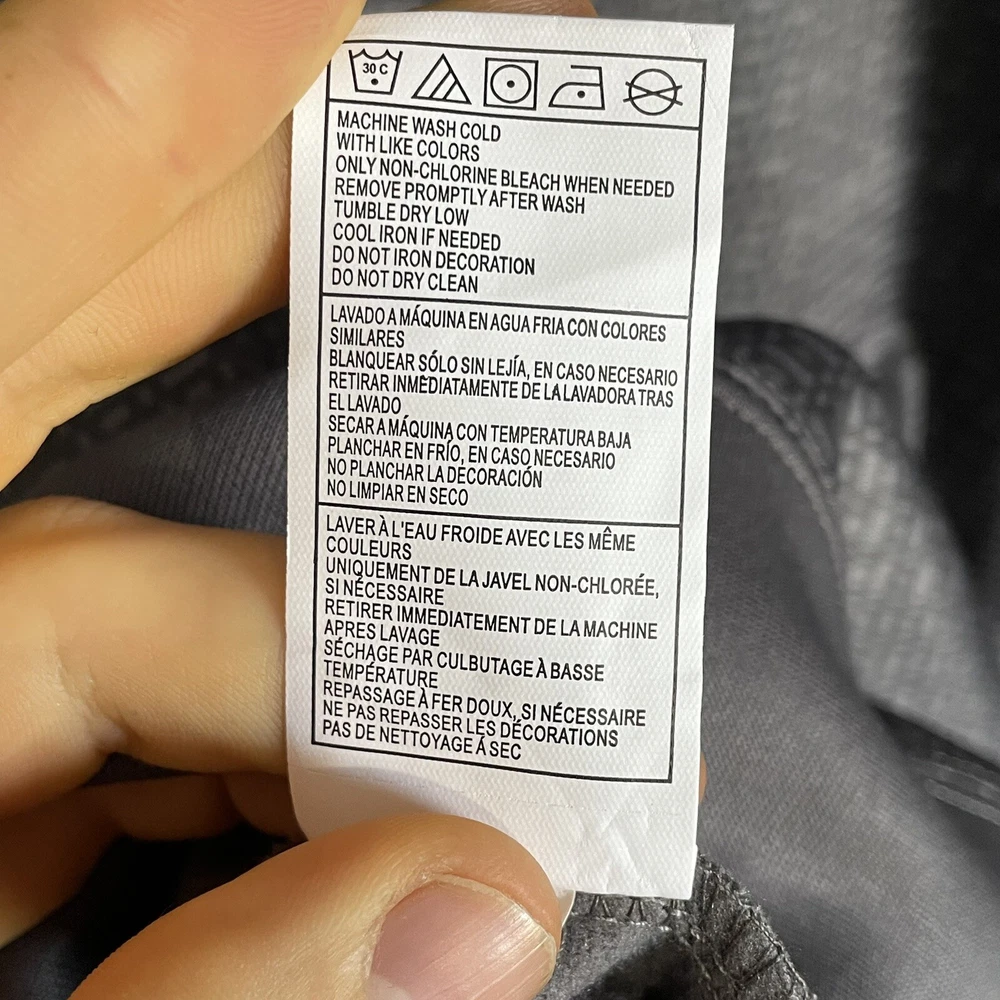 30 C
MACHINE WASH COLD
WITH LIKE COLORS
ONLY NON-CHLORINE BLEACH WHEN NEEDED
REMOVE PROMPTLY AFTER WASH
TUMBLE DRY LOW
COOL IRON IF NEEDED
DO NOT IRON DECORATION
DO NOT DRY CLEAN
LAVADO A MÁQUINA EN AGUA FRIA CON COLORES
SIMILARES
BLANQUEAR SÓLO SIN LEJÍA, EN CASO NECESARIO
RETIRAR INMEDIATAMENTE DE LA LAVADORA TRAS
EL LAVADO
SECAR A MÁQUINA CON TEMPERATURA BAJA
PLANCHAR EN FRÍO, EN CASO NECESARIO
NO PLANCHAR LA DECORACIÓN
NO LIMPIAR EN SECO
LAVER À L'EAU FROIDE AVEC LES MÊME
COULEURS
UNIQUEMENT DE LA JAVEL NON-CHLORÉE,
SI NÉCESSAIRE
RETIRER IMMEDIATEMENT DE LA MACHINE
APRES LAVAGE
SÉCHAGE PAR CULBUTAGE À BASSE
TEMPÉRATURE
REPASSAGE À FER DOUX, SI NÉCESSAIRE
NE PAS REPASSER LES DÉCORATIONS
PAS DE NETTOYAGE Á SEC